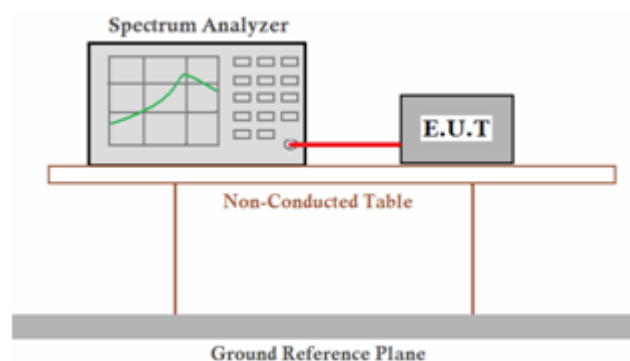 Spectrum Analyzer
E.U.T
Non-Conducted Table
Ground Reference Plane